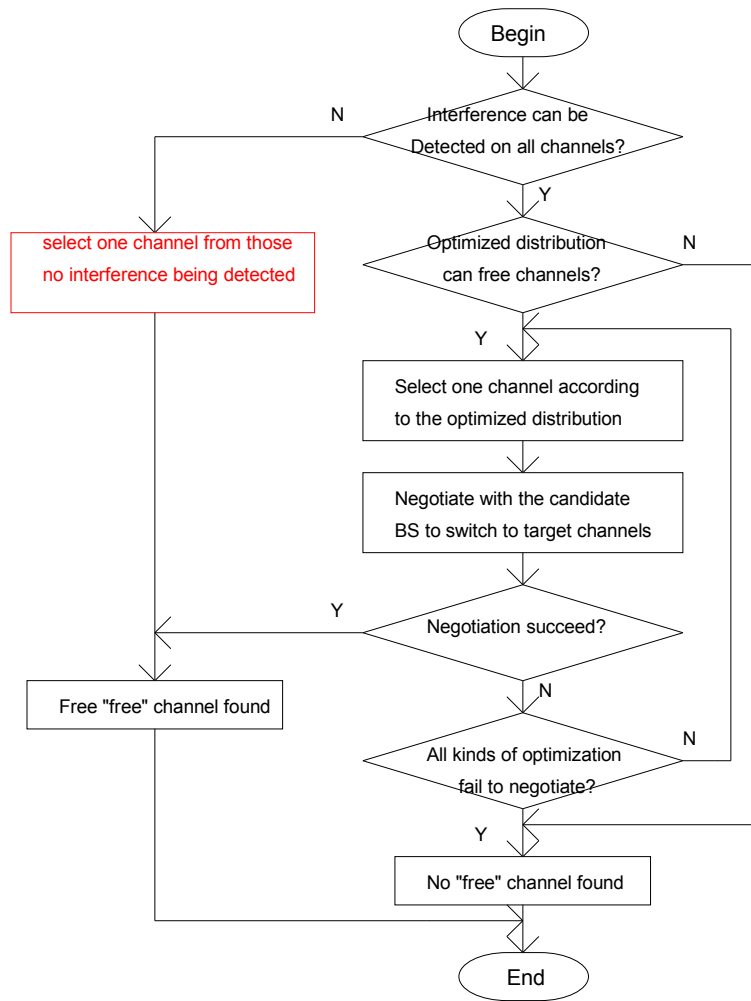 Begin
Interference can be
Detected on all channels?
N
Y
select one channel from those
no interference being detected
Optimized distribution
can free channels?
N
Y
Select one channel according
to the optimized distribution
Negotiate with the candidate
BS to switch to target channels
Y
Negotiation succeed?
N
Free "free" channel found
All kinds of optimization
fail to negotiate?
N
Y
No "free" channel found
End